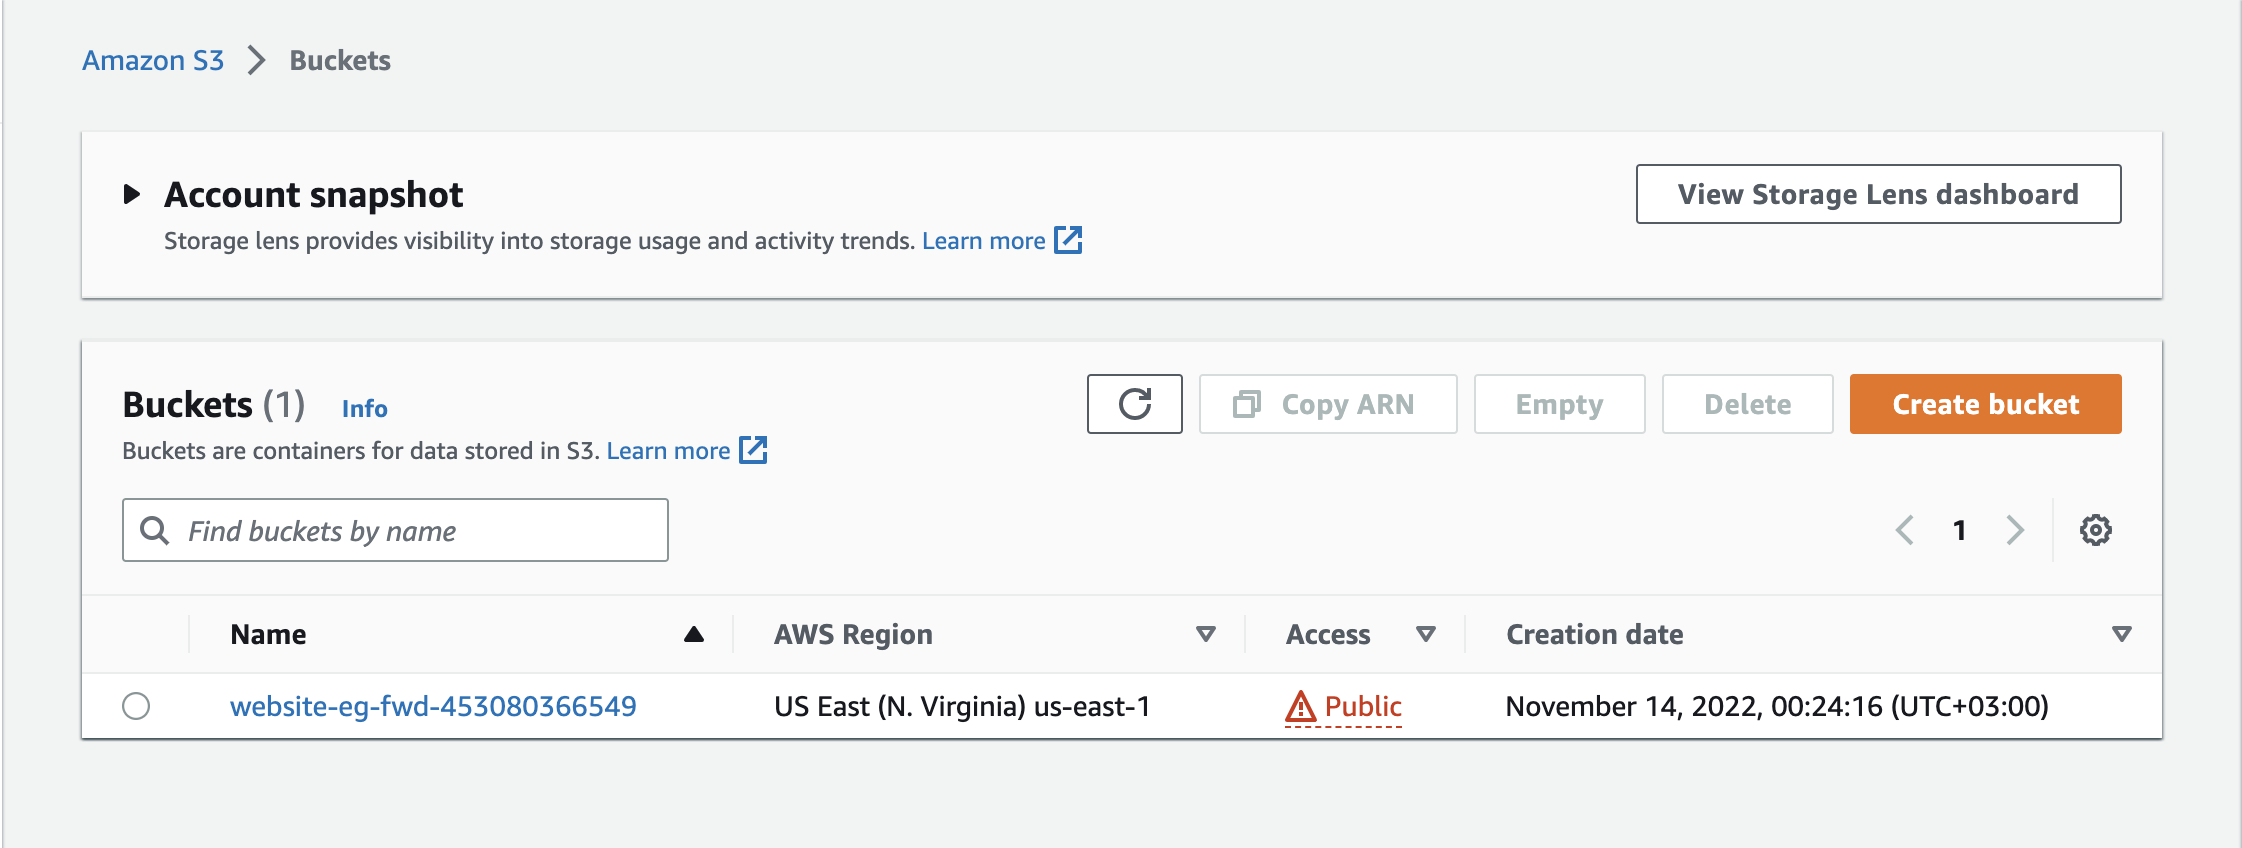 Amazon S3 > Buckets
Account snapshot
View Storage Lens dashboard
Storage lens provides visibility into storage usage and activity trends. Learn more
Buckets (1) Info
Copy ARN Empty Delete Create bucket
Buckets are containers for data stored in S3. Learn more
Find buckets by name
1
Name AWS Region Access Creation date
website-eg-fwd-453080366549 US East (N. Virginia) us-east-1 Public November 14, 2022, 00:24:16 (UTC+03:00)